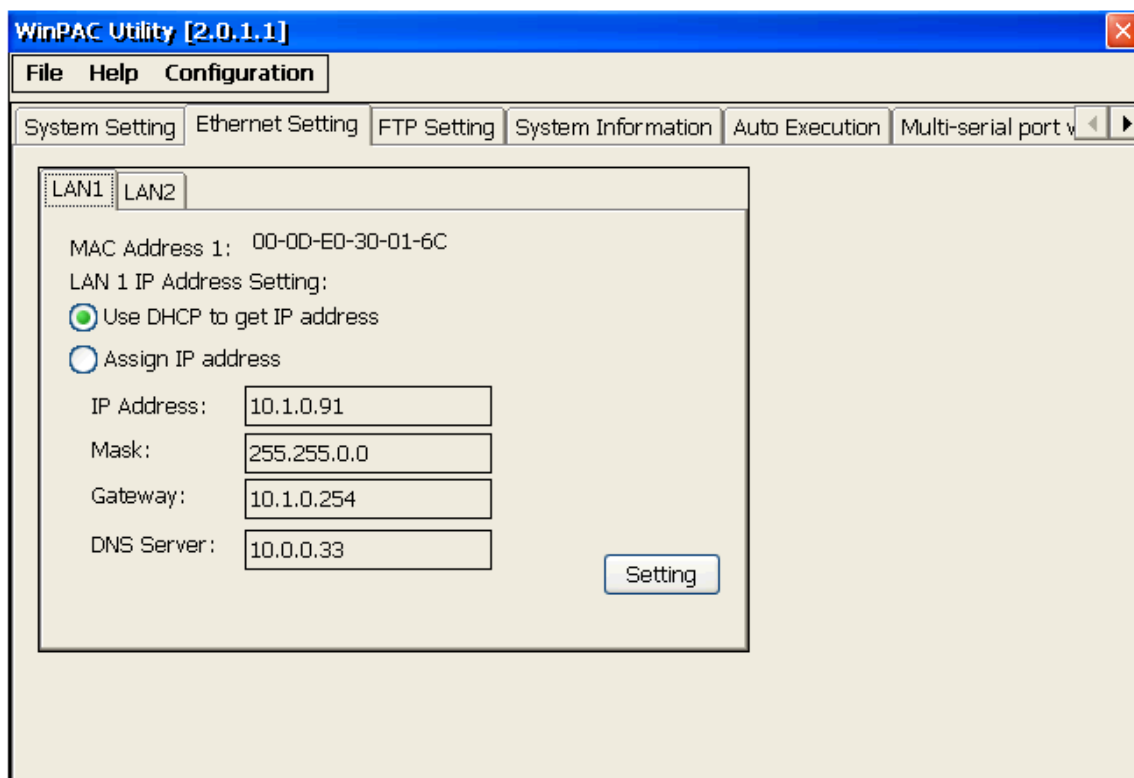 WinPAC Utility [2.0.1.1]
File Help Configuration
System Setting Ethernet Setting FTP Setting System Information Auto Execution Multi-serial port
LAN1 LAN2
MAC Address 1: 00-0D-E0-30-01-6C
LAN 1 IP Address Setting:
Use DHCP to get IP address
Assign IP address
IP Address: 10.1.0.91
Mask: 255.255.0.0
Gateway: 10.1.0.254
DNS Server: 10.0.0.33
Setting